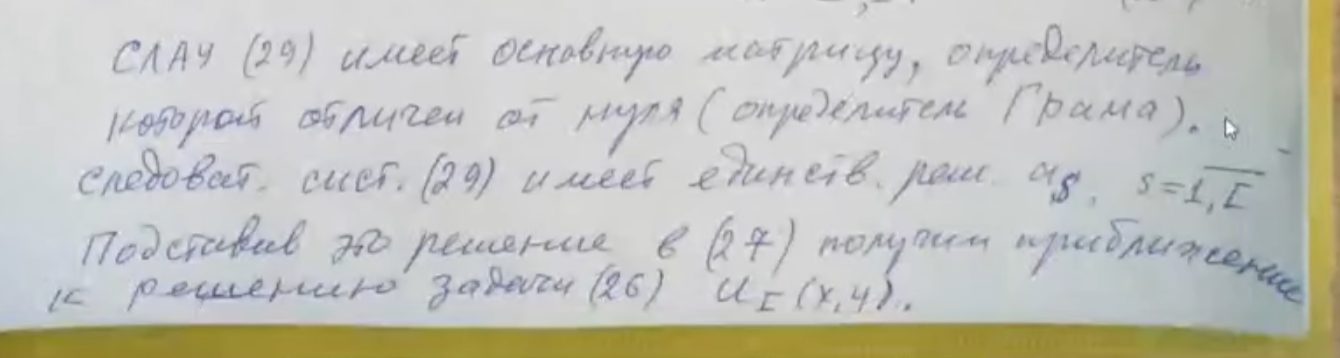 СЛАУ (29) имеет основную матрицу, определитель
которой отличен от нуля (определитель Грама).
следоват. сист. (29) имеет единств. реш. a_s, s=1,I
Подставив это решение в (27) получим приближение
к решению задачи (26) u_I(x,y).